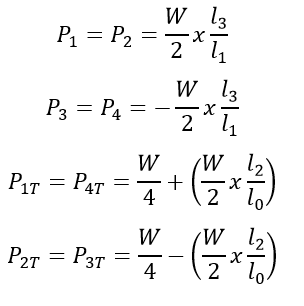 P₁ = P₂ = W/2 x l₃/l₁
P₃ = P₄ = −W/2 x l₃/l₁
P₁T = P₄T = W/4 + (W/2 x l₂/l₀)
P₂T = P₃T = W/4 − (W/2 x l₂/l₀)